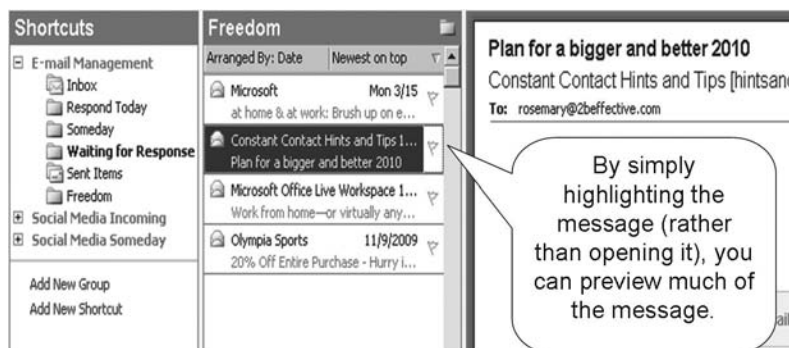 Shortcuts
E-mail Management
Inbox
Respond Today
Someday
Waiting for Response
Sent Items
Freedom
Social Media Incoming
Social Media Someday
Add New Group
Add New Shortcut
Freedom
Arranged By: Date Newest on top
Microsoft Mon 3/15
at home & at work: Brush up on e...
Constant Contact Hints and Tips 1...
Plan for a bigger and better 2010
Microsoft Office Live Workspace 1...
Work from home—or virtually any...
Olympia Sports 11/9/2009
20% Off Entire Purchase - Hurry i...
Plan for a bigger and better 2010
Constant Contact Hints and Tips
To: rosemary@2beffective.com
By simply
highlighting the
message (rather
than opening it), you
can preview much of
the message.